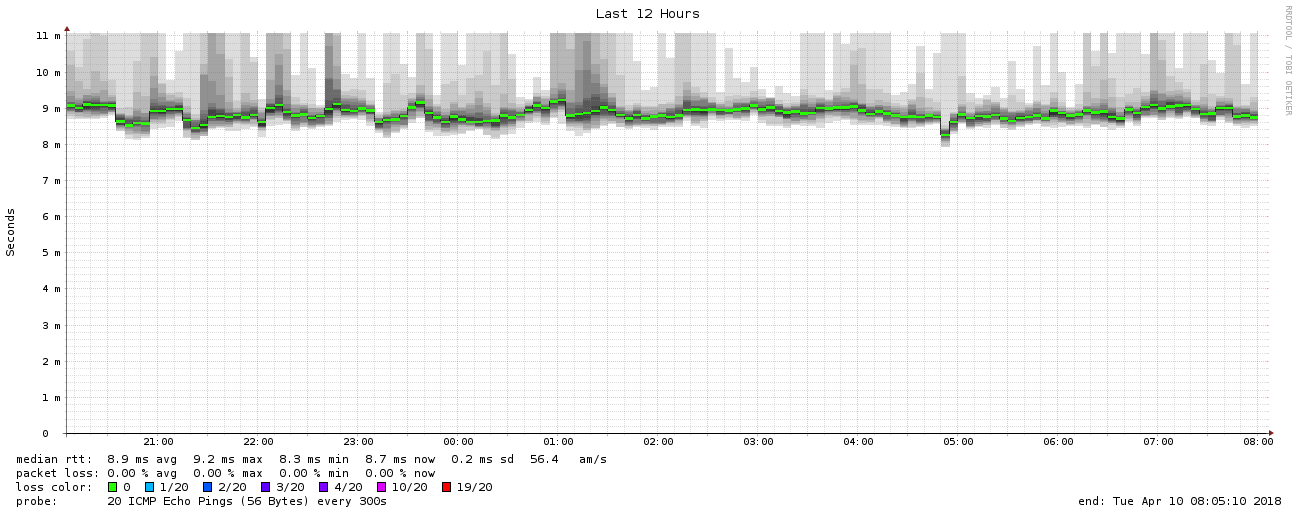 Last 12 Hours
RRDTOOL / TOBI OETIKER
Seconds
11 m
10 m
9 m
8 m
7 m
6 m
5 m
4 m
3 m
2 m
1 m
0
21:00 22:00 23:00 00:00 01:00 02:00 03:00 04:00 05:00 06:00 07:00 08:00
median rtt: 8.9 ms avg 9.2 ms max 8.3 ms min 8.7 ms now 0.2 ms sd 56.4 am/s
packet loss: 0.00 % avg 0.00 % max 0.00 % min 0.00 % now
loss color: 0 1/20 2/20 3/20 4/20 10/20 19/20
probe: 20 ICMP Echo Pings (56 Bytes) every 300s end: Tue Apr 10 08:05:10 2018